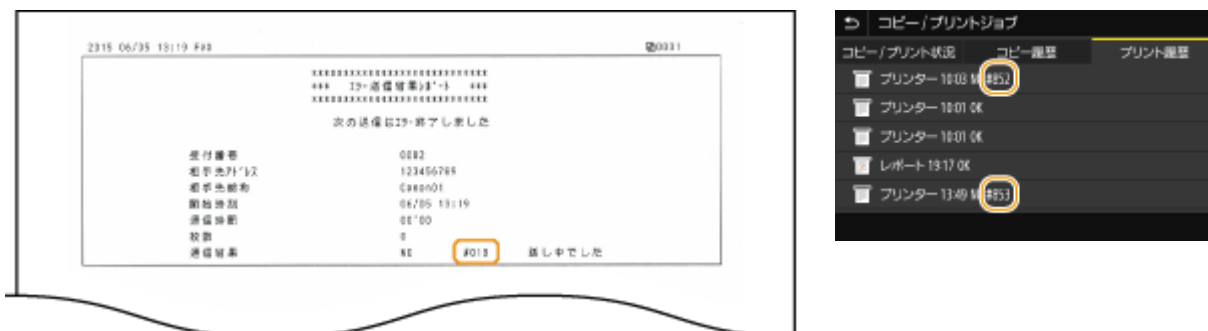 2015 06/05 13:19 FAX
0001
****************************
*** ｴﾗｰ送信結果ﾚﾎﾟｰﾄ ***
****************************
次の送信はｴﾗｰ終了しました
受付番号 0082
相手先ｱﾄﾞﾚｽ 123456789
相手先略称 Canon01
開始時刻 06/05 13:19
通信時間 00'00
枚数 0
通信結果 NG #018 話し中でした
コピー/プリントジョブ
コピー/プリント状況 コピー履歴 プリント履歴
プリンター 10:03 #852
プリンター 10:01 OK
プリンター 10:01 OK
レポート 19:17 OK
プリンター 13:49 #853